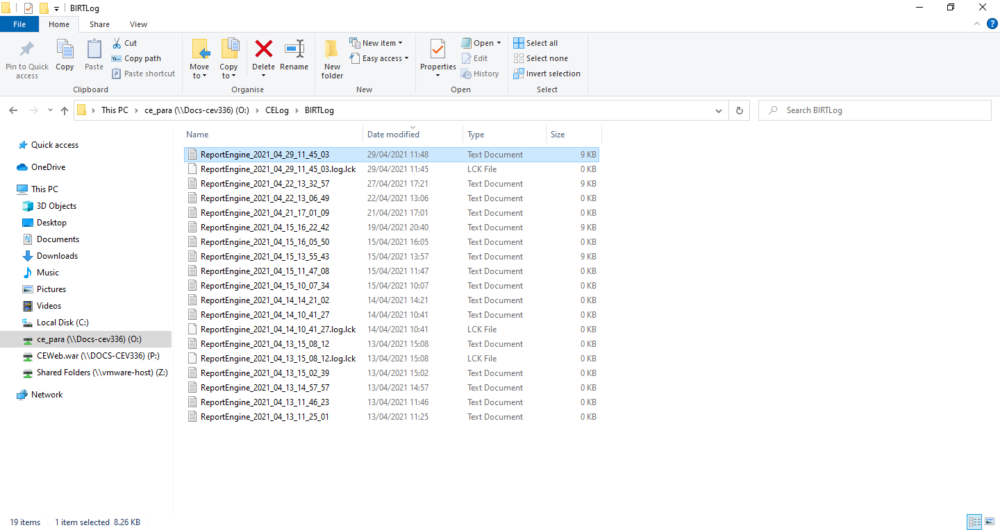 BIRTLog
File Home Share View
Pin to Quick access
Copy
Paste
Cut
Copy path
Paste shortcut
Clipboard
Move to
Copy to
Delete
Rename
Organise
New folder
New item
Easy access
New
Properties
Open
Edit
History
Open
Select all
Select none
Invert selection
Select
This PC > ce_para (\\Docs-cev336) (O:) > CELog > BIRTLog
Search BIRTLog
Quick access
OneDrive
This PC
3D Objects
Desktop
Documents
Downloads
Music
Pictures
Videos
Local Disk (C:)
ce_para (\\Docs-cev336) (O:)
CEWeb.war (\\DOCS-CEV336) (P:)
Shared Folders (\\vmware-host) (Z:)
Network
Name Date modified Type Size
ReportEngine_2021_04_29_11_45_03 29/04/2021 11:48 Text Document 9 KB
ReportEngine_2021_04_29_11_45_03.log.lck 29/04/2021 11:45 LCK File 0 KB
ReportEngine_2021_04_22_13_32_57 27/04/2021 17:21 Text Document 9 KB
ReportEngine_2021_04_22_13_06_49 22/04/2021 13:06 Text Document 0 KB
ReportEngine_2021_04_21_17_01_09 21/04/2021 17:01 Text Document 0 KB
ReportEngine_2021_04_15_16_22_42 19/04/2021 20:40 Text Document 9 KB
ReportEngine_2021_04_15_16_05_50 15/04/2021 16:05 Text Document 0 KB
ReportEngine_2021_04_15_13_55_43 15/04/2021 13:57 Text Document 9 KB
ReportEngine_2021_04_15_11_47_08 15/04/2021 11:47 Text Document 0 KB
ReportEngine_2021_04_15_10_07_34 15/04/2021 10:07 Text Document 0 KB
ReportEngine_2021_04_14_14_21_02 14/04/2021 14:21 Text Document 0 KB
ReportEngine_2021_04_14_10_41_27 14/04/2021 10:41 Text Document 0 KB
ReportEngine_2021_04_14_10_41_27.log.lck 14/04/2021 10:41 LCK File 0 KB
ReportEngine_2021_04_13_15_08_12 13/04/2021 15:08 Text Document 0 KB
ReportEngine_2021_04_13_15_08_12.log.lck 13/04/2021 15:08 LCK File 0 KB
ReportEngine_2021_04_13_15_02_39 13/04/2021 15:02 Text Document 0 KB
ReportEngine_2021_04_13_14_57_57 13/04/2021 14:57 Text Document 0 KB
ReportEngine_2021_04_13_11_46_23 13/04/2021 11:46 Text Document 0 KB
ReportEngine_2021_04_13_11_25_01 13/04/2021 11:25 Text Document 0 KB
19 items 1 item selected 8.26 KB